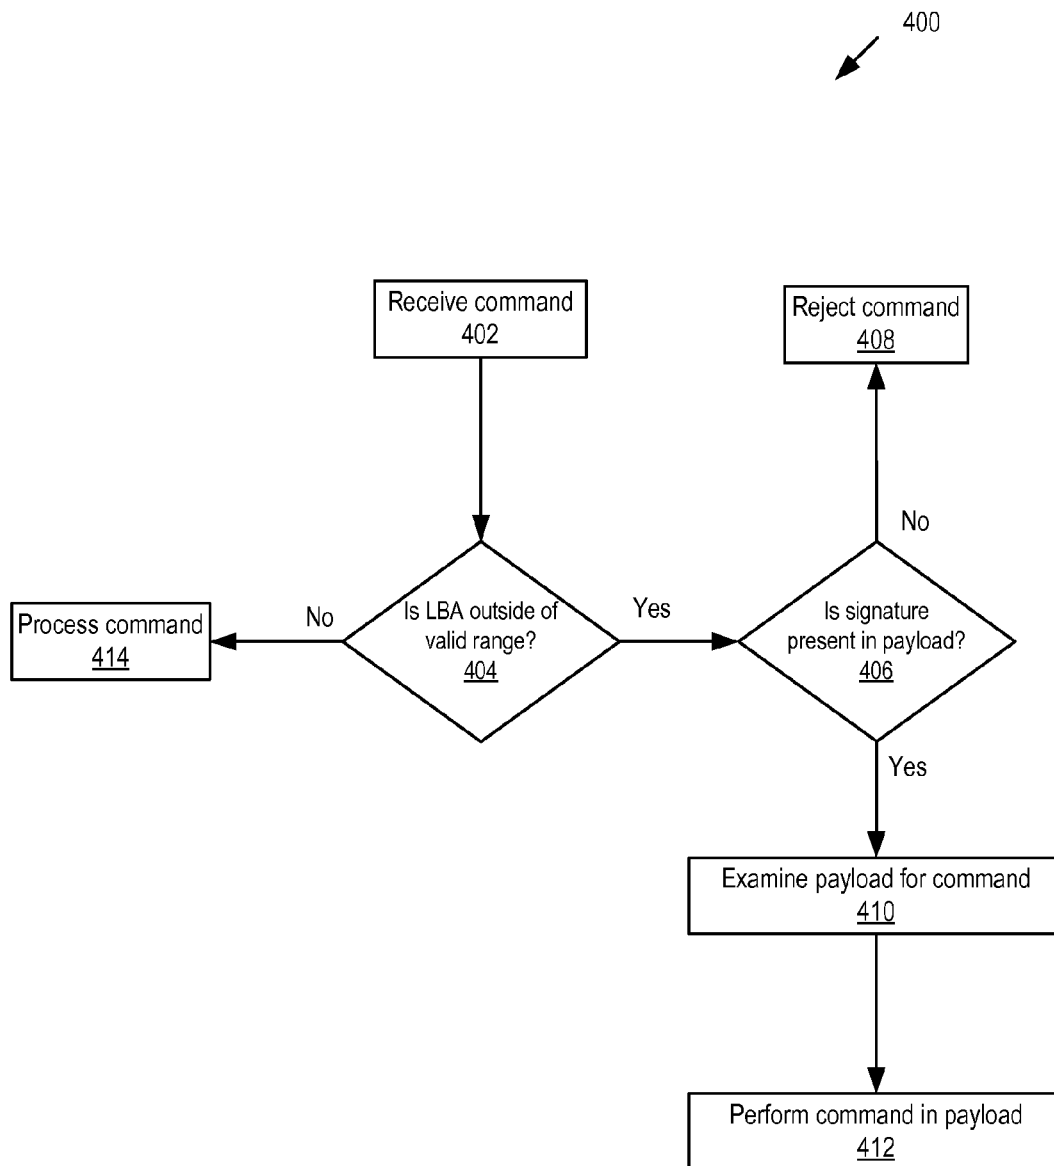 400
Receive command
402
Reject command
408
No
Is LBA outside of
valid range?
404
Yes
No
Process command
414
Is signature
present in payload?
406
Yes
Examine payload for command
410
Perform command in payload
412